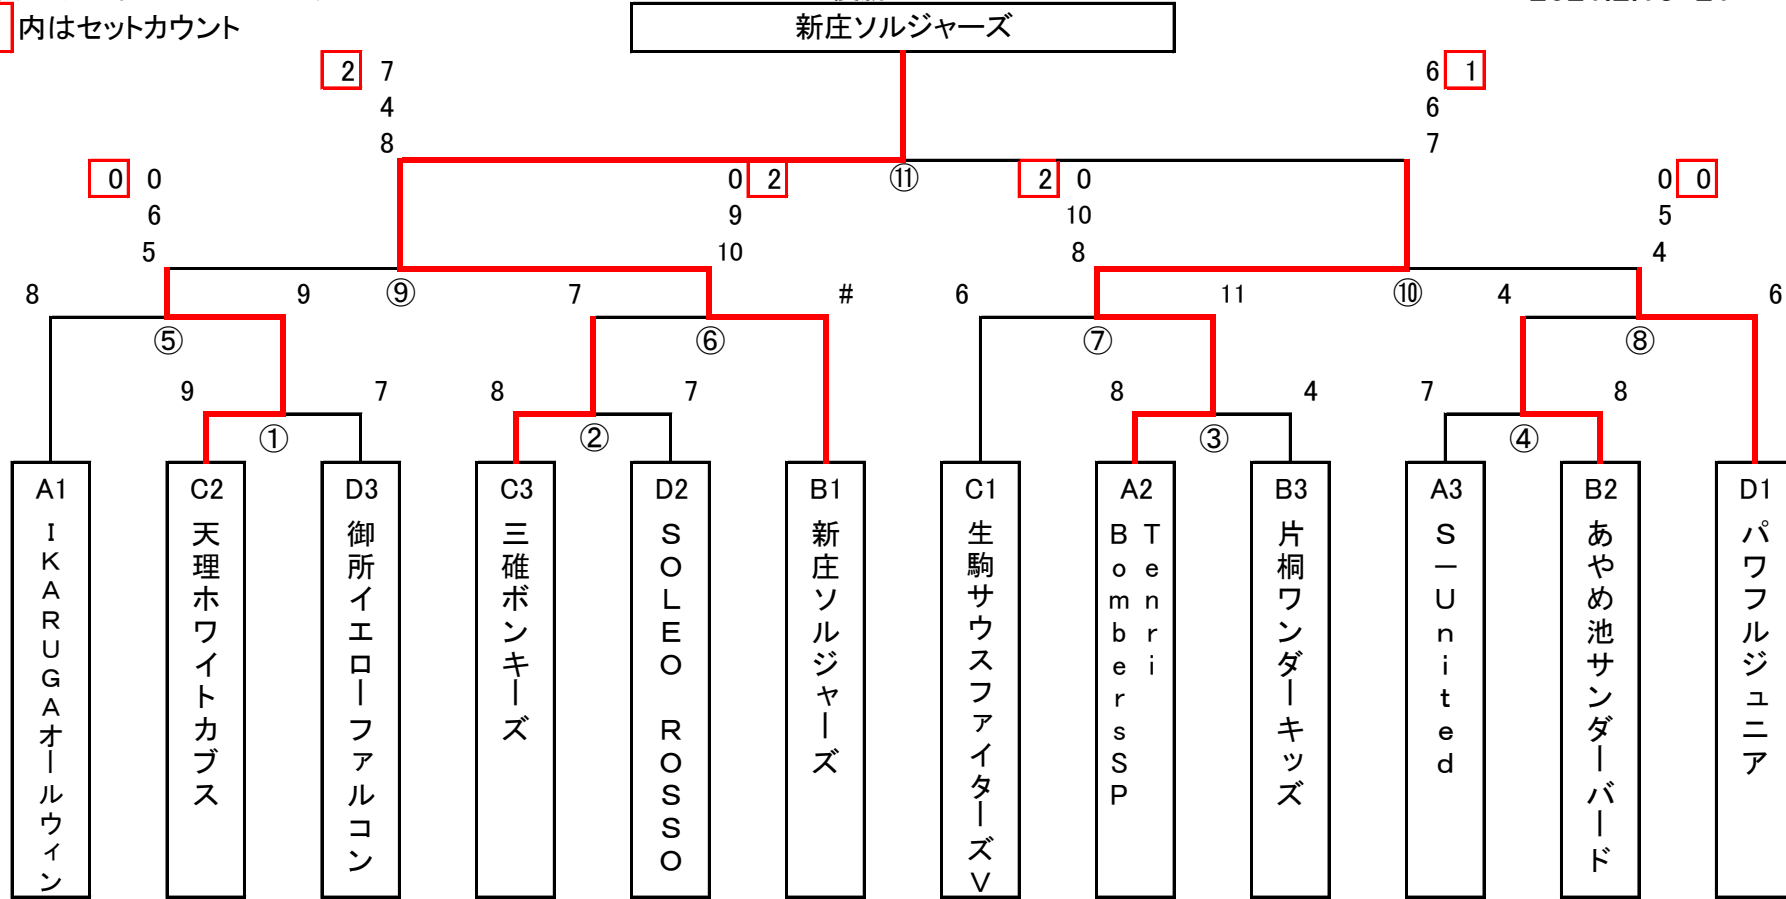 内はセットカウント
新庄ソルジャーズ
2 7
6 1
4
6
8
7
0 0
0 2
⑪
2 0
0 0
6
9
10
5
5
10
8
4
8
9
⑨
7
#
6
11
⑩
4
6
⑤
⑥
⑦
⑧
9
7
8
7
8
4
7
8
①
②
③
④
A1
C2
D3
C3
D2
B1
C1
A2
B3
A3
B2
D1
IKARUGAオールウィン
天理ホワイトカブス
御所イエローファルコン
三碓ボンキーズ
SOLEO ROSSO
新庄ソルジャーズ
生駒サウスファイターズV
Tenri
BombersSP
片桐ワンダーキッズ
S-United
あやめ池サンダーバード
パワフルジュニア